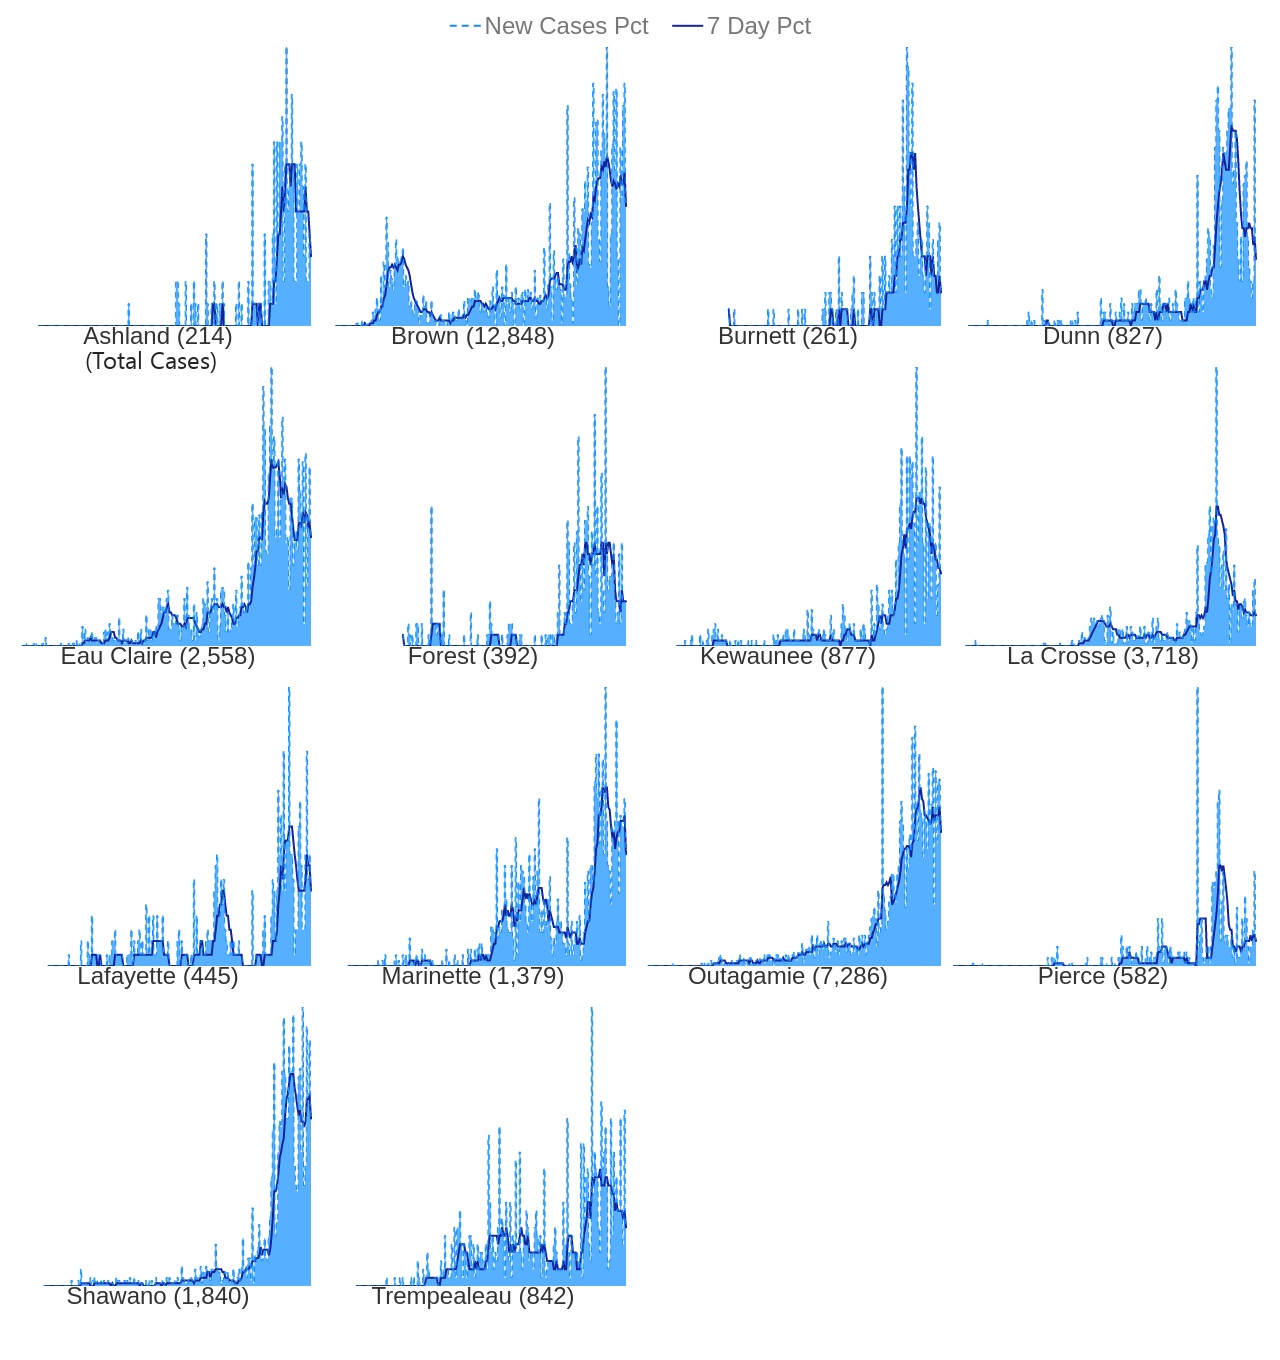 New Cases Pct 7 Day Pct
Ashland (214) Brown (12,848) Burnett (261) Dunn (827)
(Total Cases)
Eau Claire (2,558) Forest (392) Kewaunee (877) La Crosse (3,718)
Lafayette (445) Marinette (1,379) Outagamie (7,286) Pierce (582)
Shawano (1,840) Trempealeau (842)